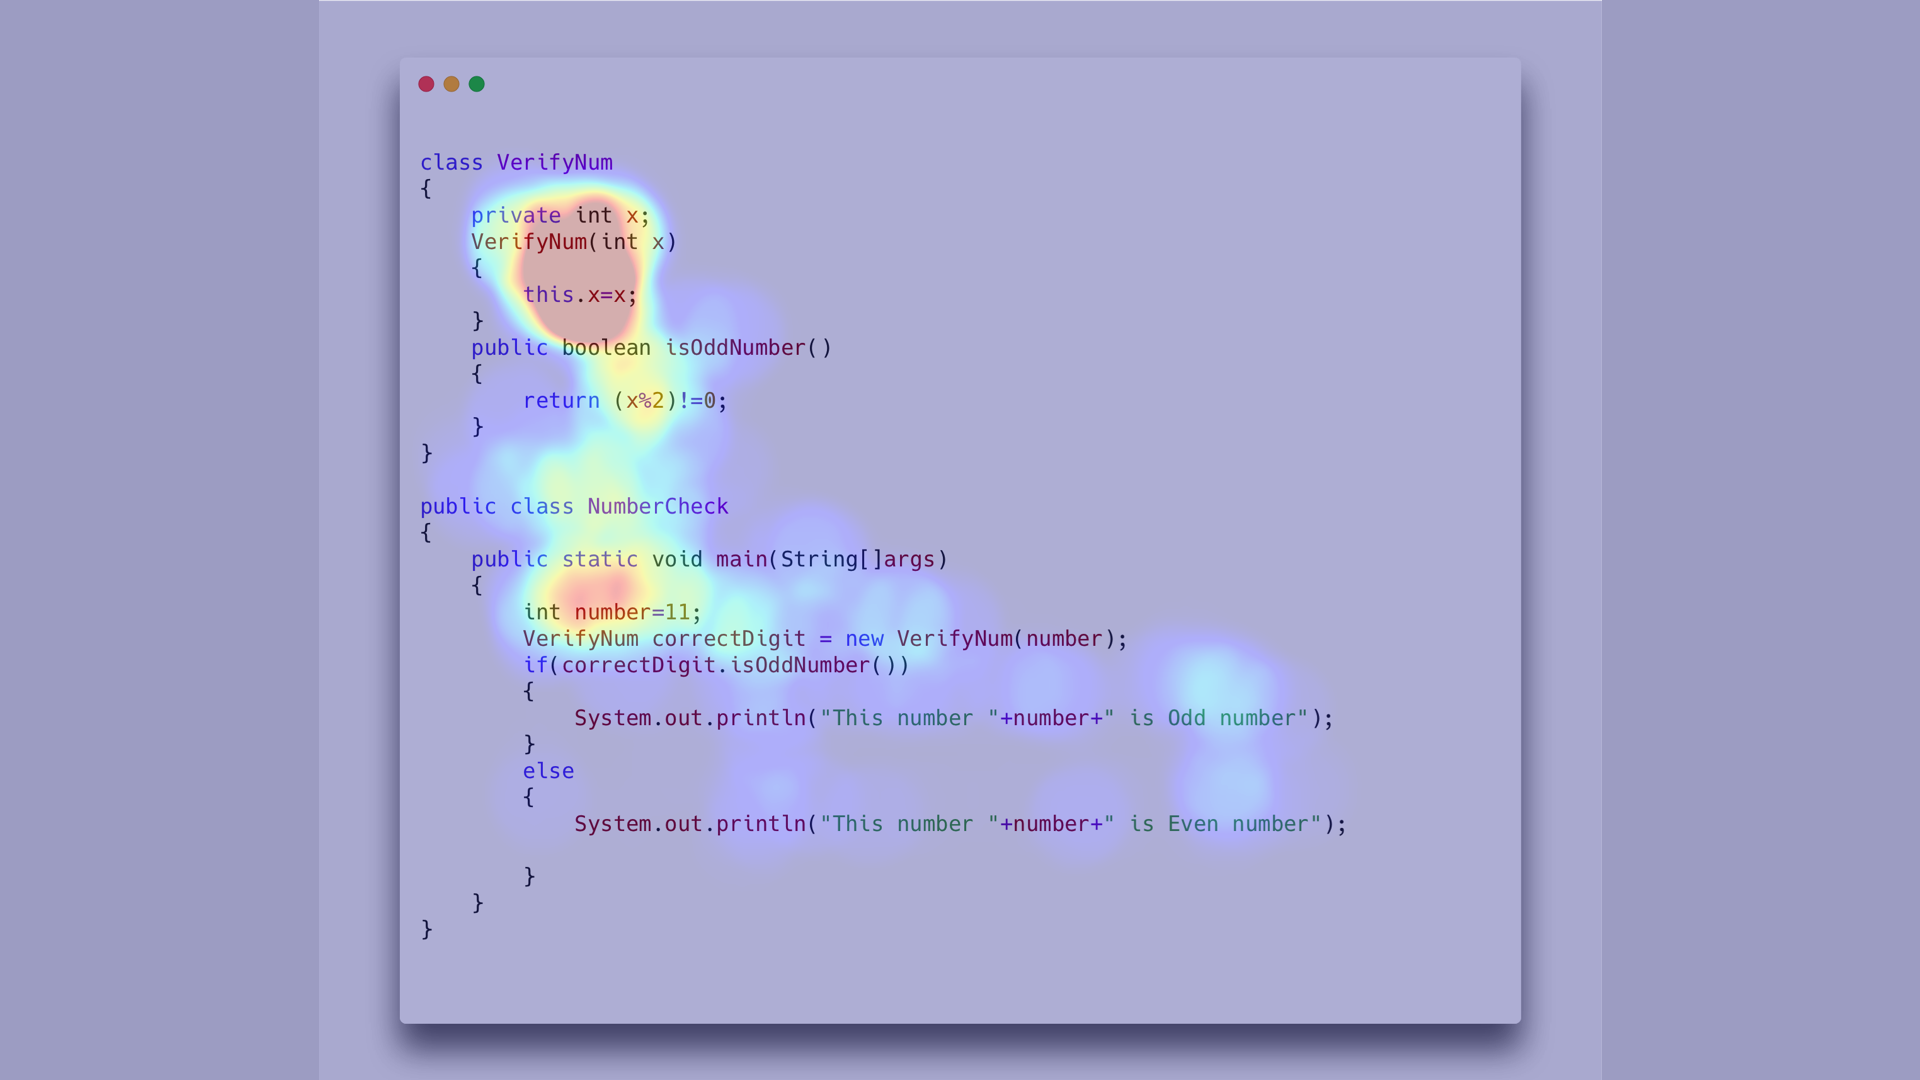 class VerifyNum
{
    private int x;
    VerifyNum(int x)
    {
        this.x=x;
    }
    public boolean isOddNumber()
    {
        return (x%2)!=0;
    }
}

public class NumberCheck
{
    public static void main(String[]args)
    {
        int number=11;
        VerifyNum correctDigit = new VerifyNum(number);
        if(correctDigit.isOddNumber())
        {
            System.out.println("This number "+number+" is Odd number");
        }
        else
        {
            System.out.println("This number "+number+" is Even number");

        }
    }
}